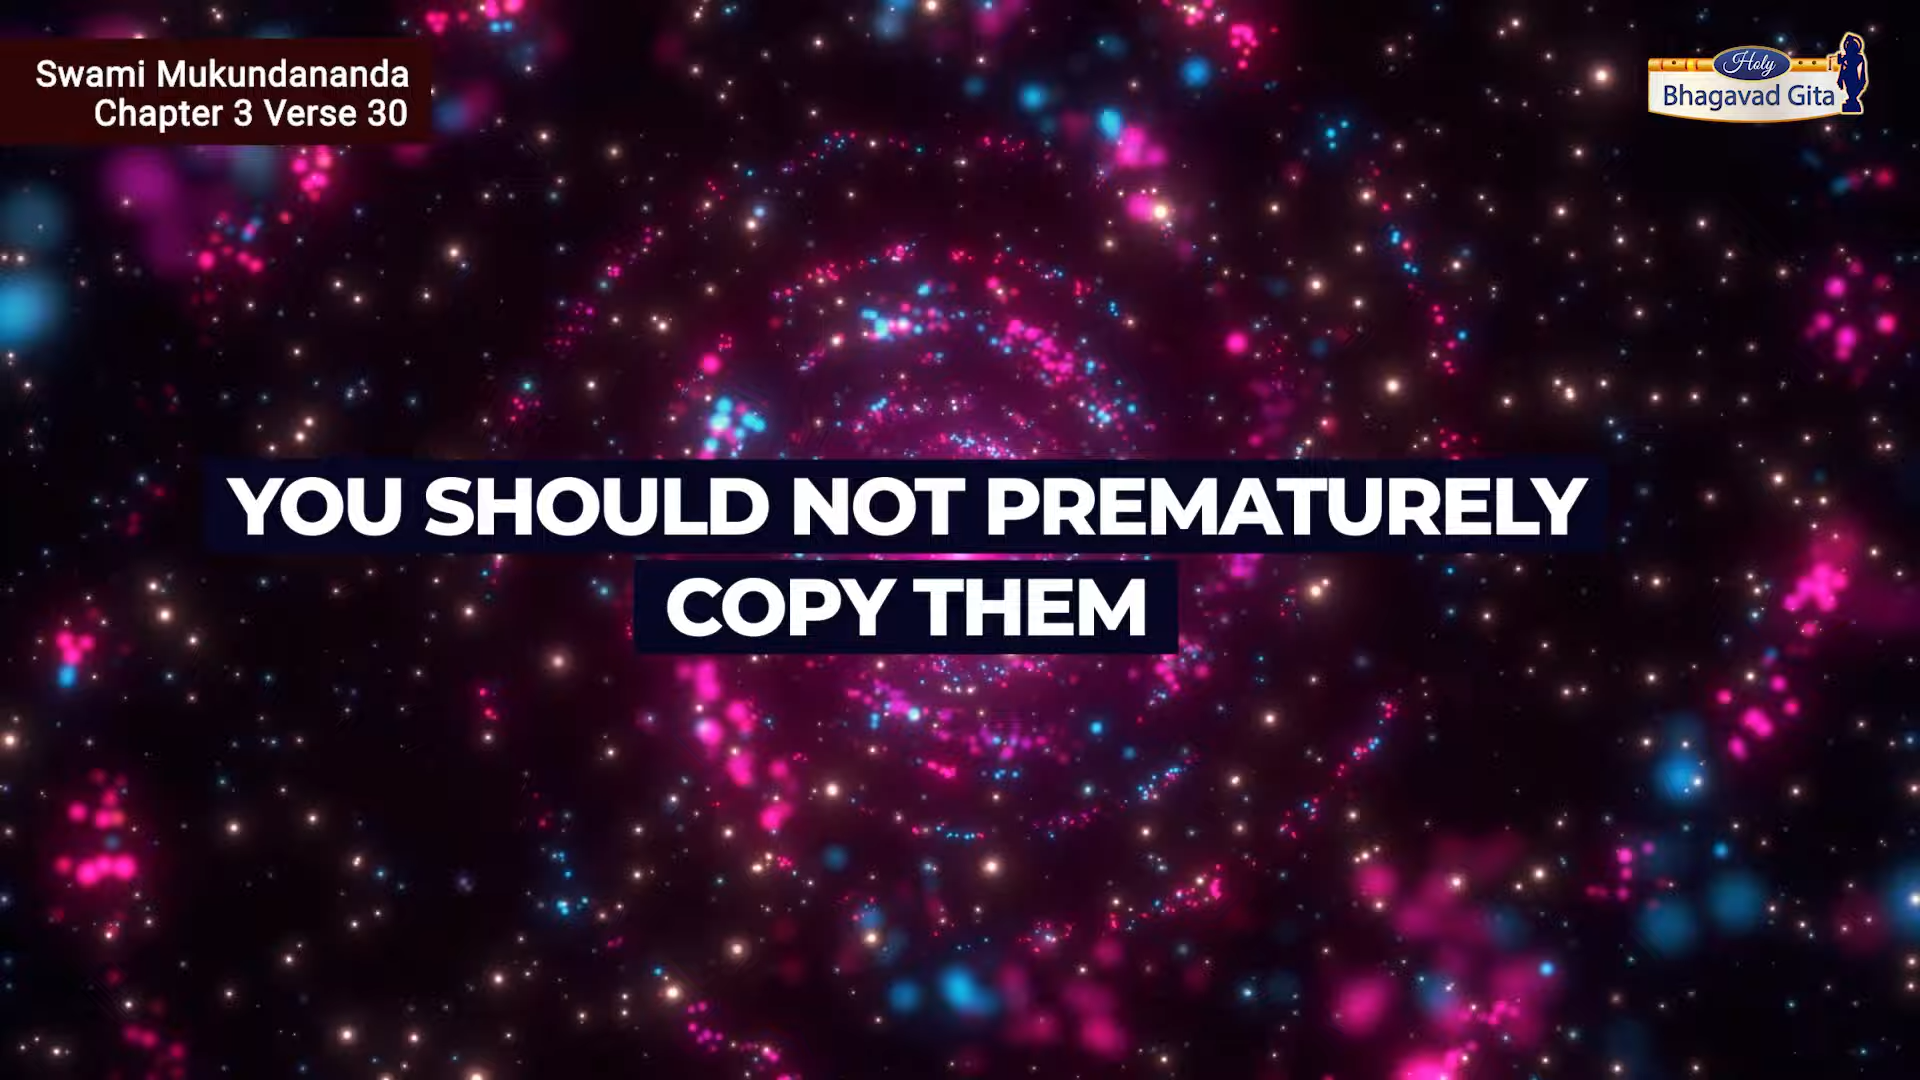 Swami Mukundananda
Chapter 3 Verse 30
Holy
Bhagavad Gita
YOU SHOULD NOT PREMATURELY
COPY THEM